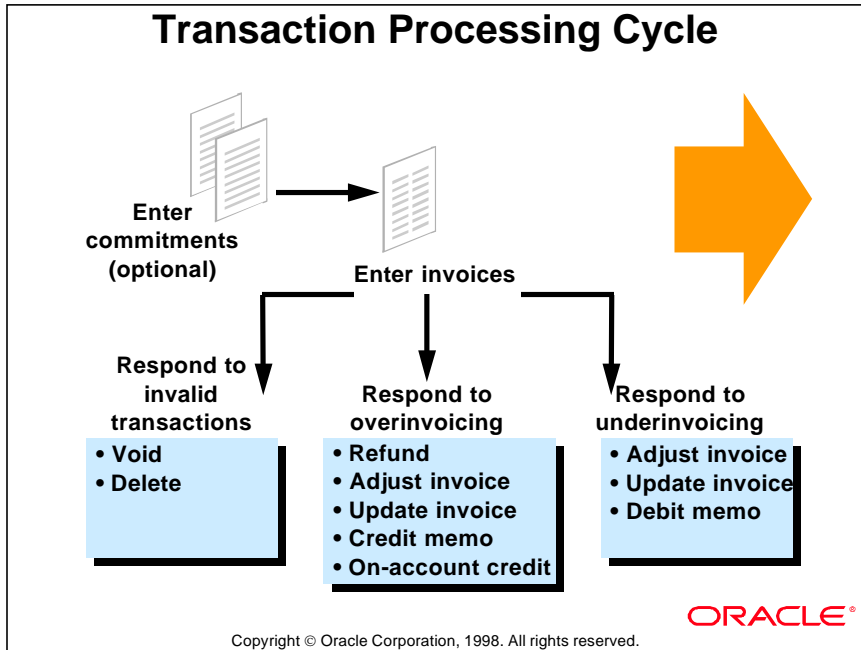 Transaction Processing Cycle
Enter
commitments
(optional)
Enter invoices
Respond to
invalid
transactions
• Void
• Delete
Respond to
overinvoicing
• Refund
• Adjust invoice
• Update invoice
• Credit memo
• On-account credit
Respond to
underinvoicing
• Adjust invoice
• Update invoice
• Debit memo
ORACLE®
Copyright © Oracle Corporation, 1998. All rights reserved.